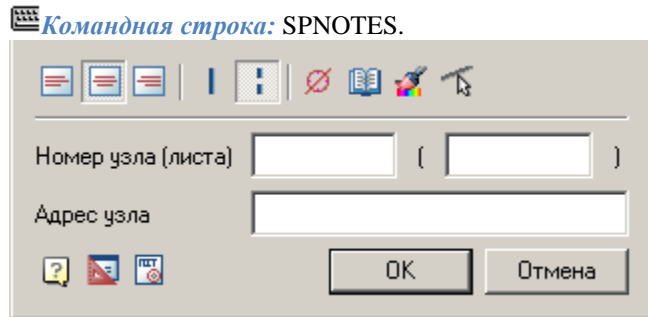 Командная строка: SPNOTES.
Номер узла (листа) ( )
Адрес узла
OK Отмена